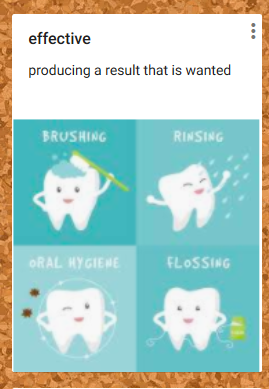 effective
producing a result that is wanted
BRUSHING
RINSING
ORAL HYGIENE
FLOSSING